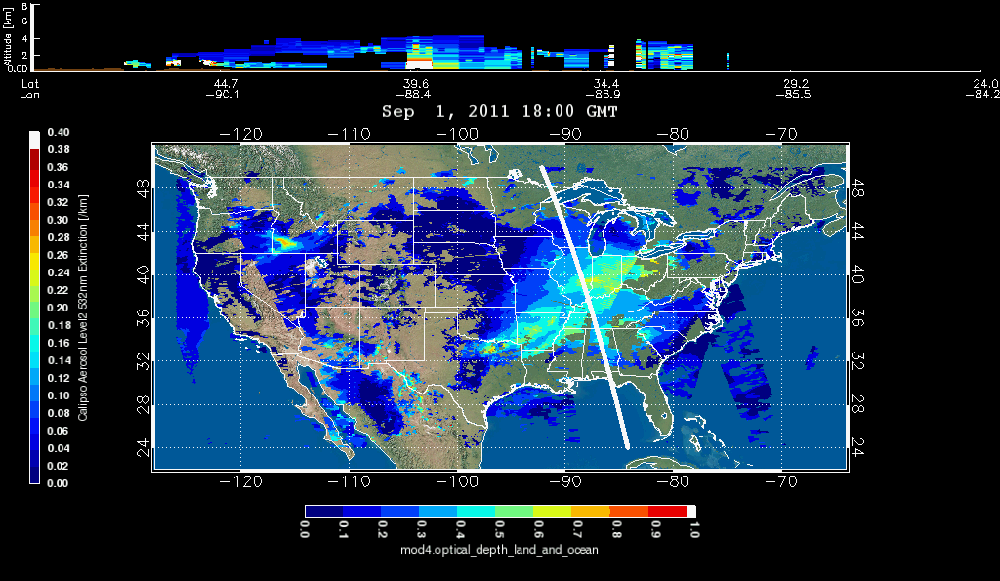 8
6
4
2
0.00
Altitude [km]
Lat 44.7 39.6 34.4 29.2 24.0
Lon −90.1 −88.4 −86.9 −85.5 −84.2
Sep 1, 2011 18:00 GMT
−120 −110 −100 −90 −80 −70
48 44 40 36 32 28 24
48 44 40 36 32 28 24
−120 −110 −100 −90 −80 −70
0.40
0.38
0.36
0.34
0.32
0.30
0.28
0.26
0.24
0.22
0.20
0.18
0.16
0.14
0.12
0.10
0.08
0.06
0.04
0.02
0.00
Calipso Aerosol Level2 532nm Extinction [/km]
0.0 0.1 0.2 0.3 0.4 0.5 0.6 0.7 0.8 0.9 1.0
mod4.optical_depth_land_and_ocean